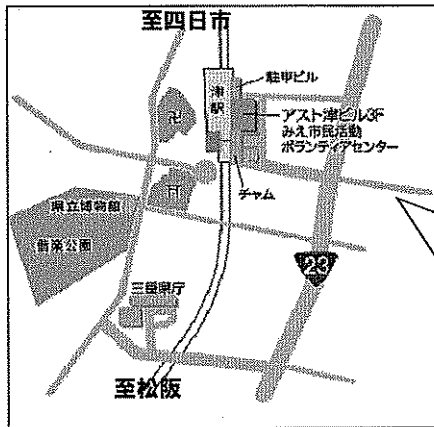 至四日市
津駅
駐甲ビル
アスト津ビル3F
みえ市民活動
ボランティアセンター
卍
チャム
県立博物館
偕楽公園
23
三重県庁
至松阪